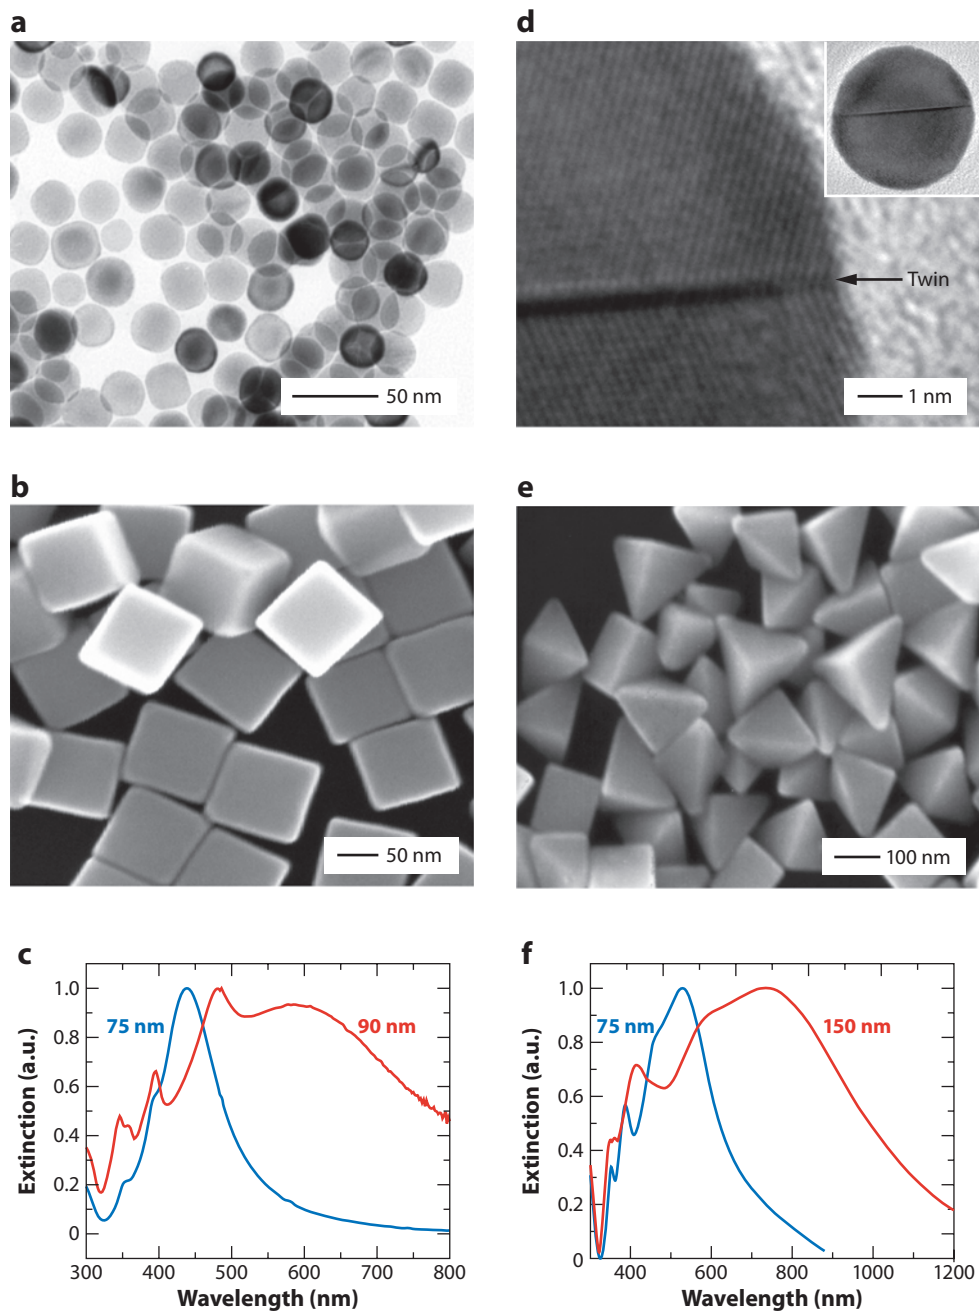 a
50 nm
d
Twin
1 nm
b
50 nm
e
100 nm
c
1.0
0.8
0.6
0.4
0.2
0
75 nm
90 nm
Extinction (a.u.)
300 400 500 600 700 800
Wavelength (nm)
f
1.0
0.8
0.6
0.4
0.2
0
75 nm
150 nm
Extinction (a.u.)
400 600 800 1000 1200
Wavelength (nm)